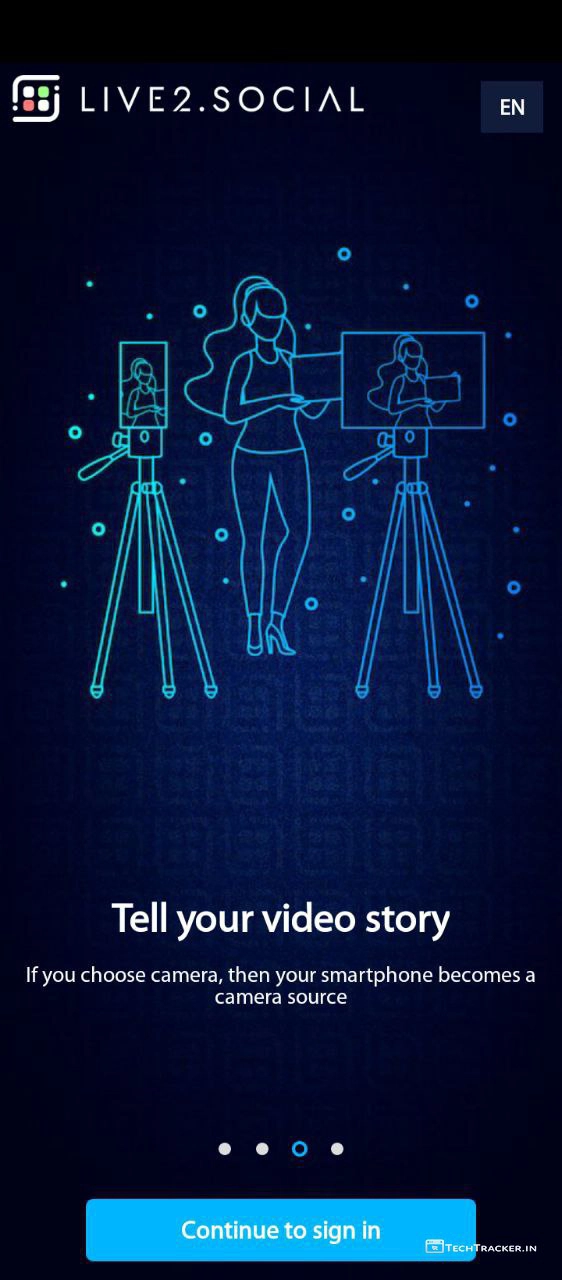 LIVE2.SOCIAL
EN
Tell your video story
If you choose camera, then your smartphone becomes a
camera source
Continue to sign in
TECHTRACKER.IN